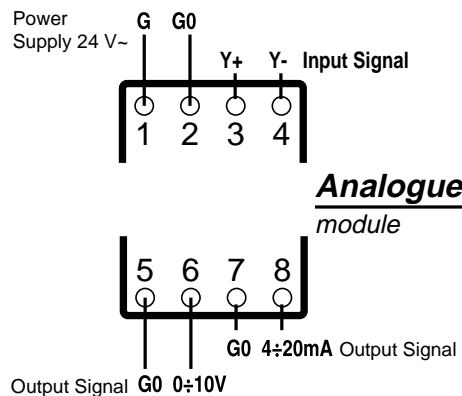 Power G G0
Supply 24 V~
Y+ Y- Input Signal
1 2 3 4
Analogue
module
5 6 7 8
G0 4÷20mA Output Signal
Output Signal G0 0÷10V